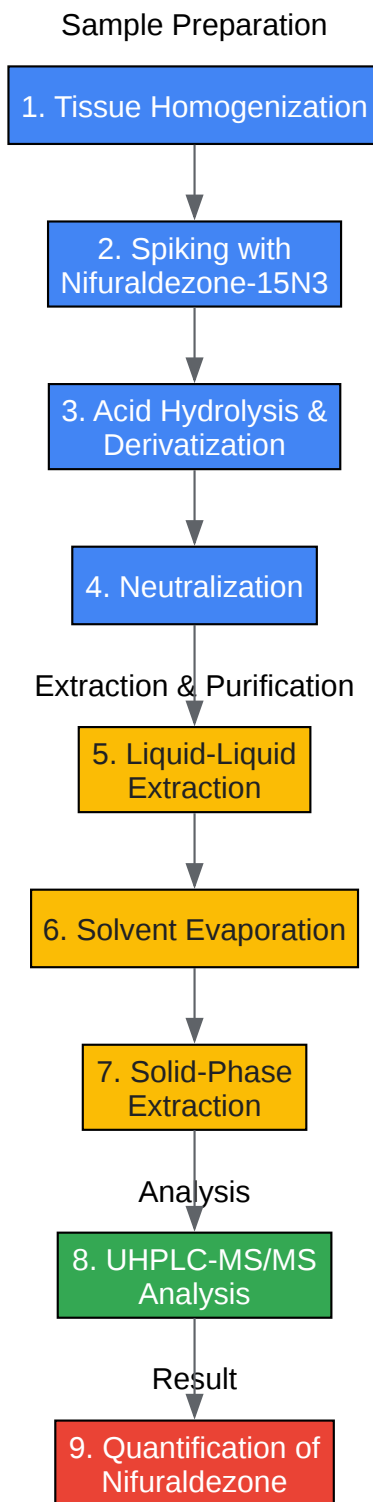 Sample Preparation
1. Tissue Homogenization
2. Spiking with
Nifuraldezone-15N3
3. Acid Hydrolysis &
Derivatization
4. Neutralization
Extraction & Purification
5. Liquid-Liquid
Extraction
6. Solvent Evaporation
7. Solid-Phase
Extraction
Analysis
8. UHPLC-MS/MS
Analysis
Result
9. Quantification of
Nifuraldezone